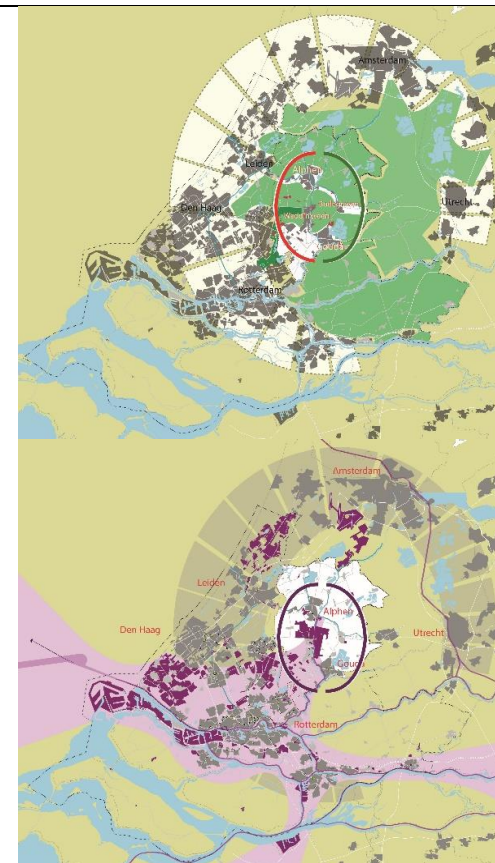 Amsterdam
Leiden
Alphen
Den Haag
Utrecht
Gouda
Rotterdam
Amsterdam
Leiden
Alphen
Den Haag
Utrecht
Gouda
Rotterdam